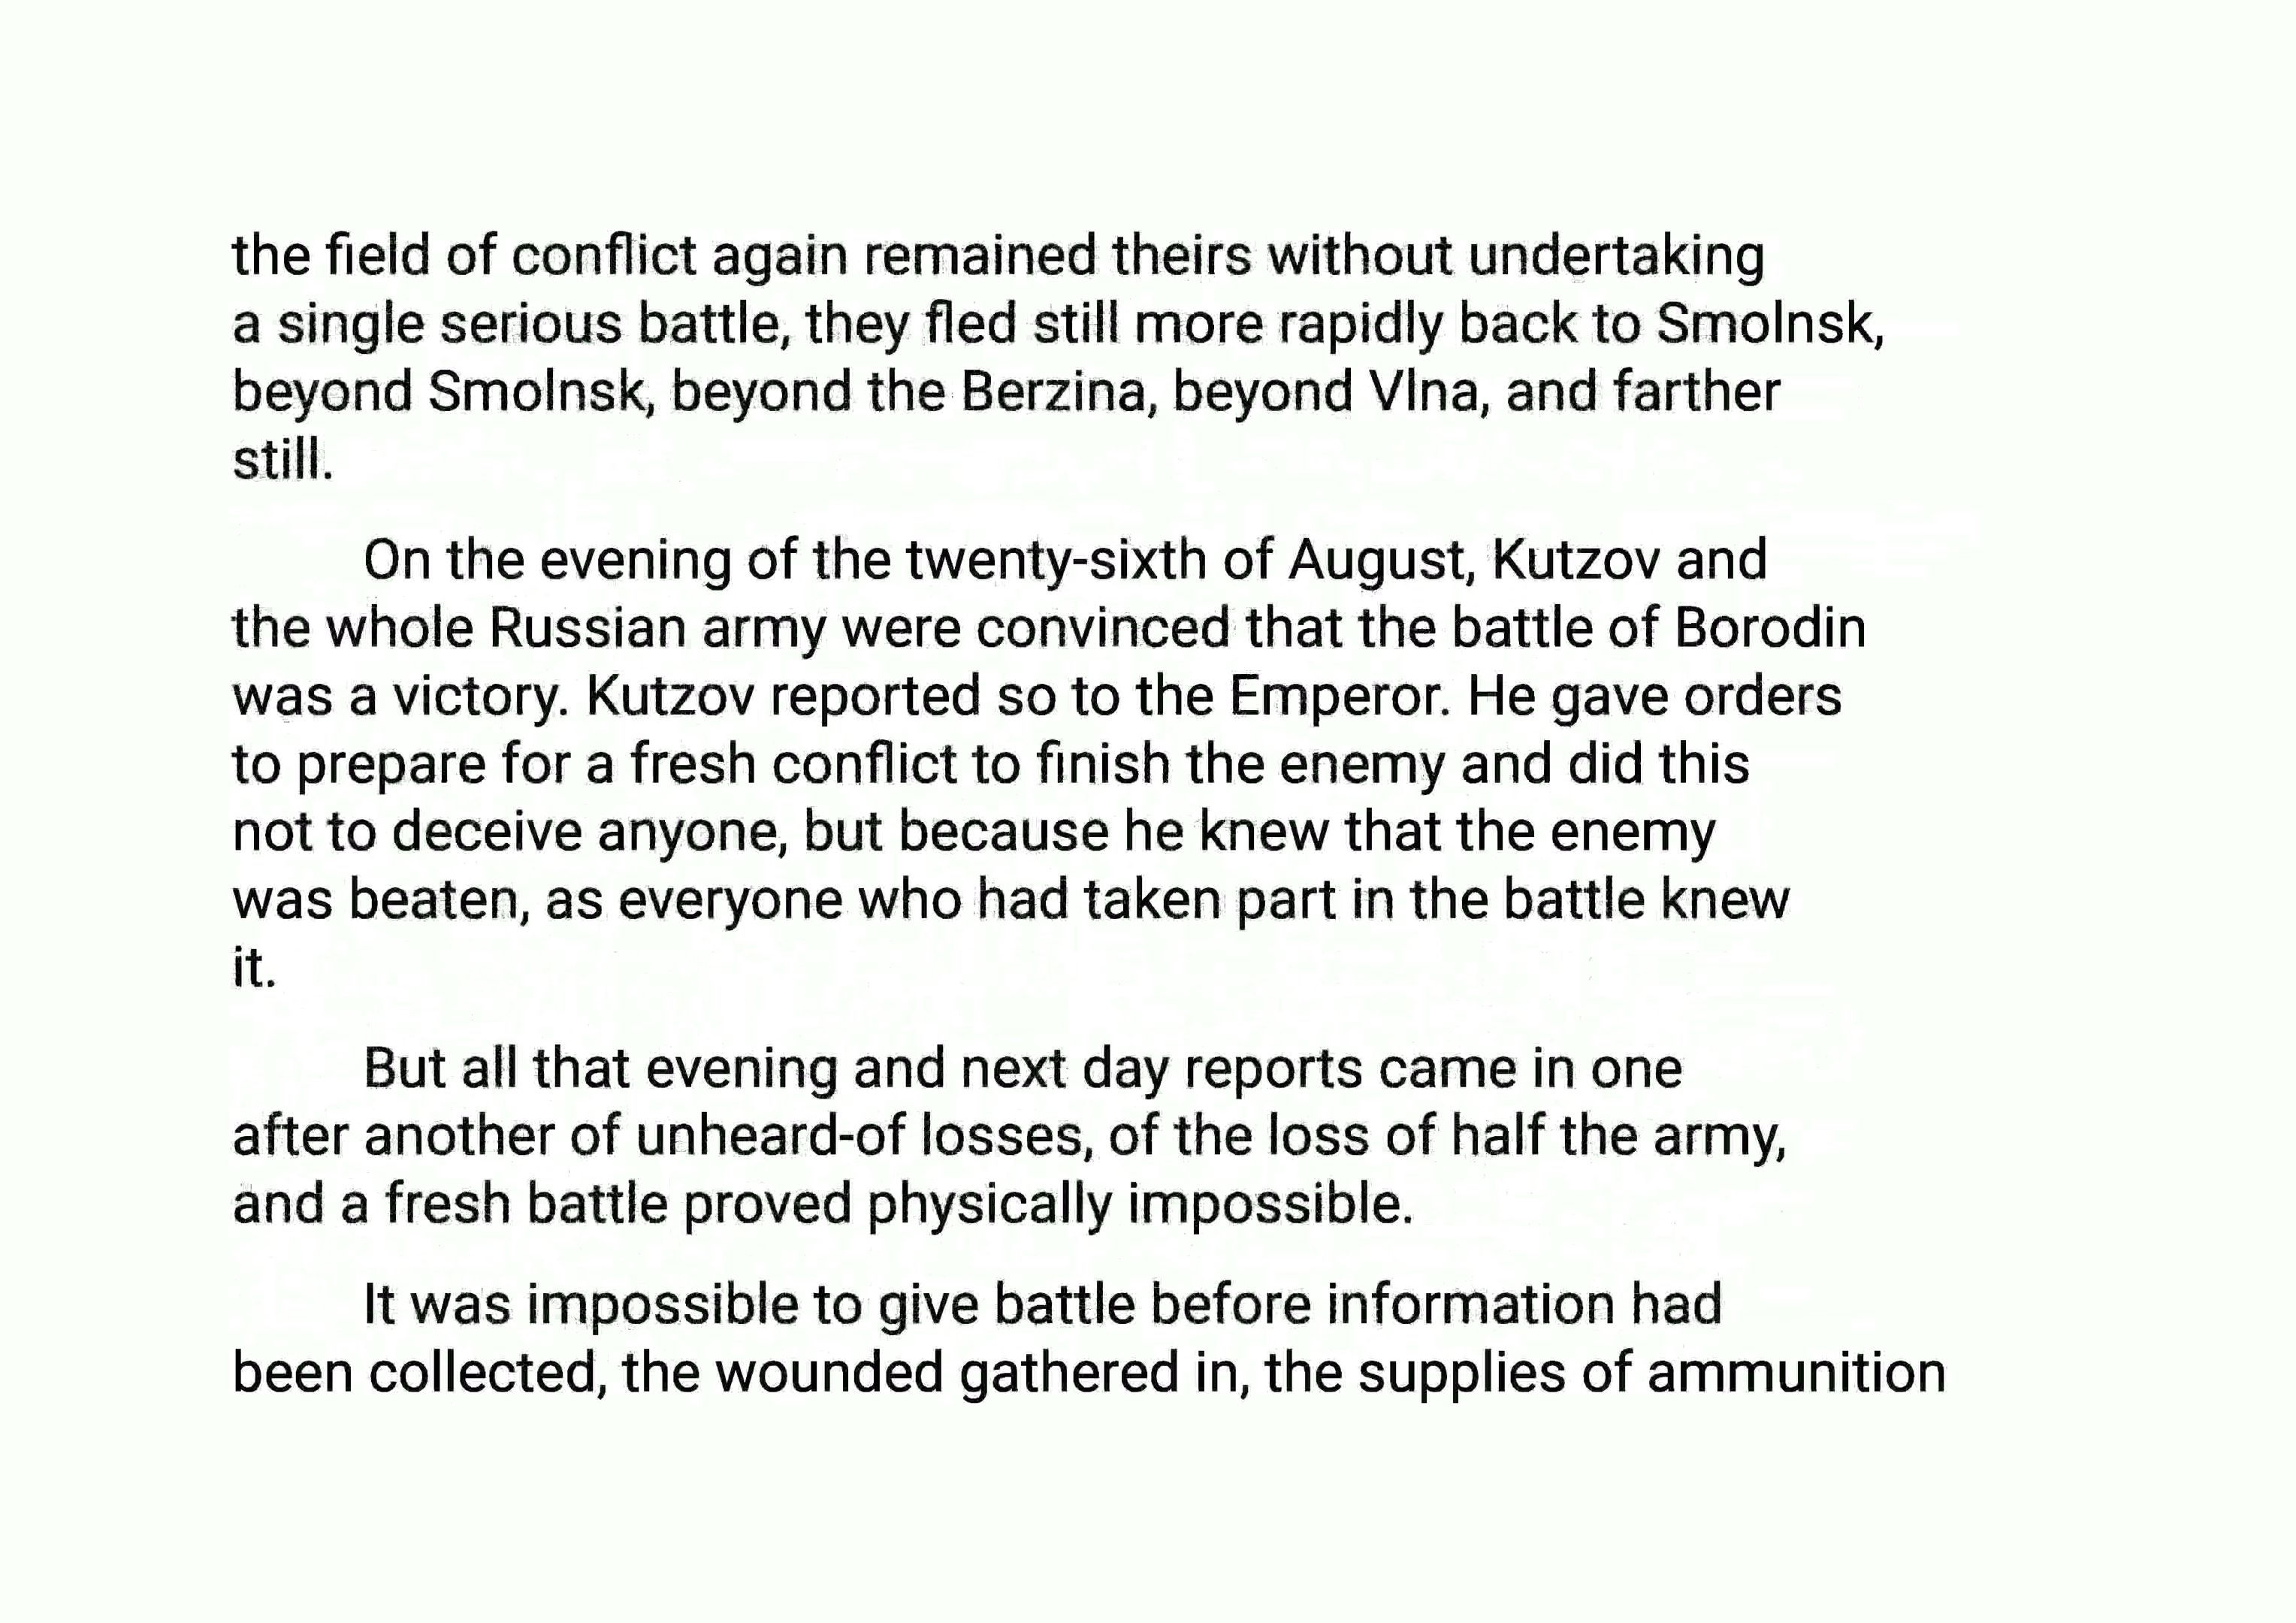 the field of conflict again remained theirs without undertaking
a single serious battle, they fled still more rapidly back to Smolnsk,
beyond Smolnsk, beyond the Berzina, beyond Vlna, and farther
still.
On the evening of the twenty-sixth of August, Kutzov and
the whole Russian army were convinced that the battle of Borodin
was a victory. Kutzov reported so to the Emperor. He gave orders
to prepare for a fresh conflict to finish the enemy and did this
not to deceive anyone, but because he knew that the enemy
was beaten, as everyone who had taken part in the battle knew
it.
But all that evening and next day reports came in one
after another of unheard-of losses, of the loss of half the army,
and a fresh battle proved physically impossible.
It was impossible to give battle before information had
been collected, the wounded gathered in, the supplies of ammunition